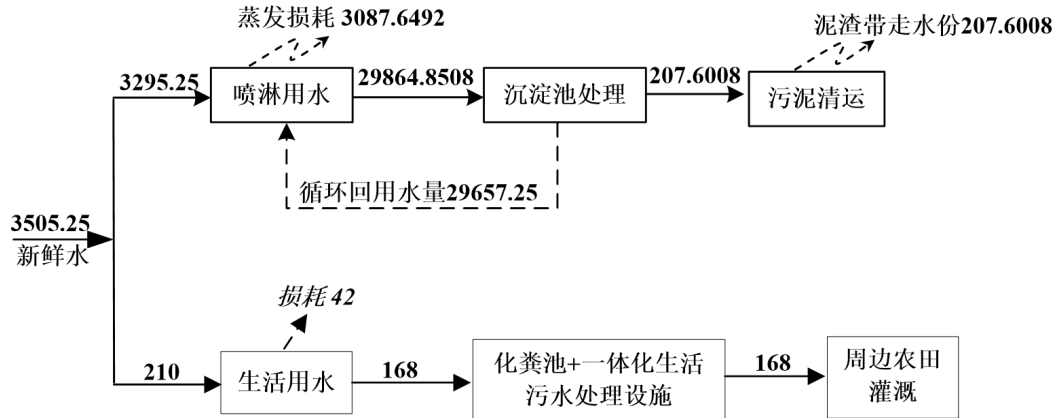 蒸发损耗 3087.6492
泥渣带走水份207.6008
3295.25
喷淋用水
29864.8508
沉淀池处理
207.6008
污泥清运
循环回用水量29657.25
3505.25
新鲜水
损耗 42
210
生活用水
168
化粪池+一体化生活
污水处理设施
168
周边农田
灌溉